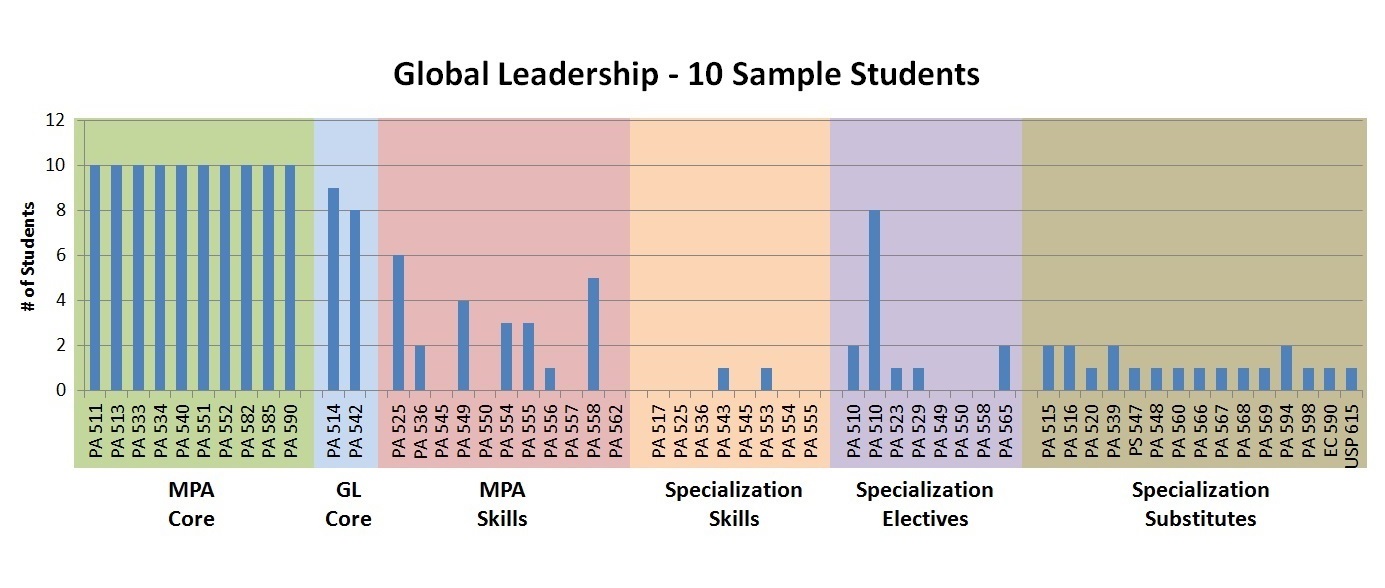 Global Leadership - 10 Sample Students
# of Students
12
10
8
6
4
2
0
PA 511
PA 513
PA 533
PA 534
PA 540
PA 551
PA 552
PA 582
PA 585
PA 590
PA 514
PA 542
PA 525
PA 536
PA 545
PA 549
PA 550
PA 554
PA 555
PA 556
PA 557
PA 558
PA 562
PA 517
PA 525
PA 536
PA 543
PA 545
PA 553
PA 554
PA 555
PA 510
PA 510
PA 523
PA 529
PA 549
PA 550
PA 558
PA 565
PA 515
PA 516
PA 520
PA 539
PS 547
PA 548
PA 560
PA 566
PA 567
PA 568
PA 569
PA 594
PA 598
EC 590
USP 615
MPA
Core
GL
Core
MPA
Skills
Specialization
Skills
Specialization
Electives
Specialization
Substitutes